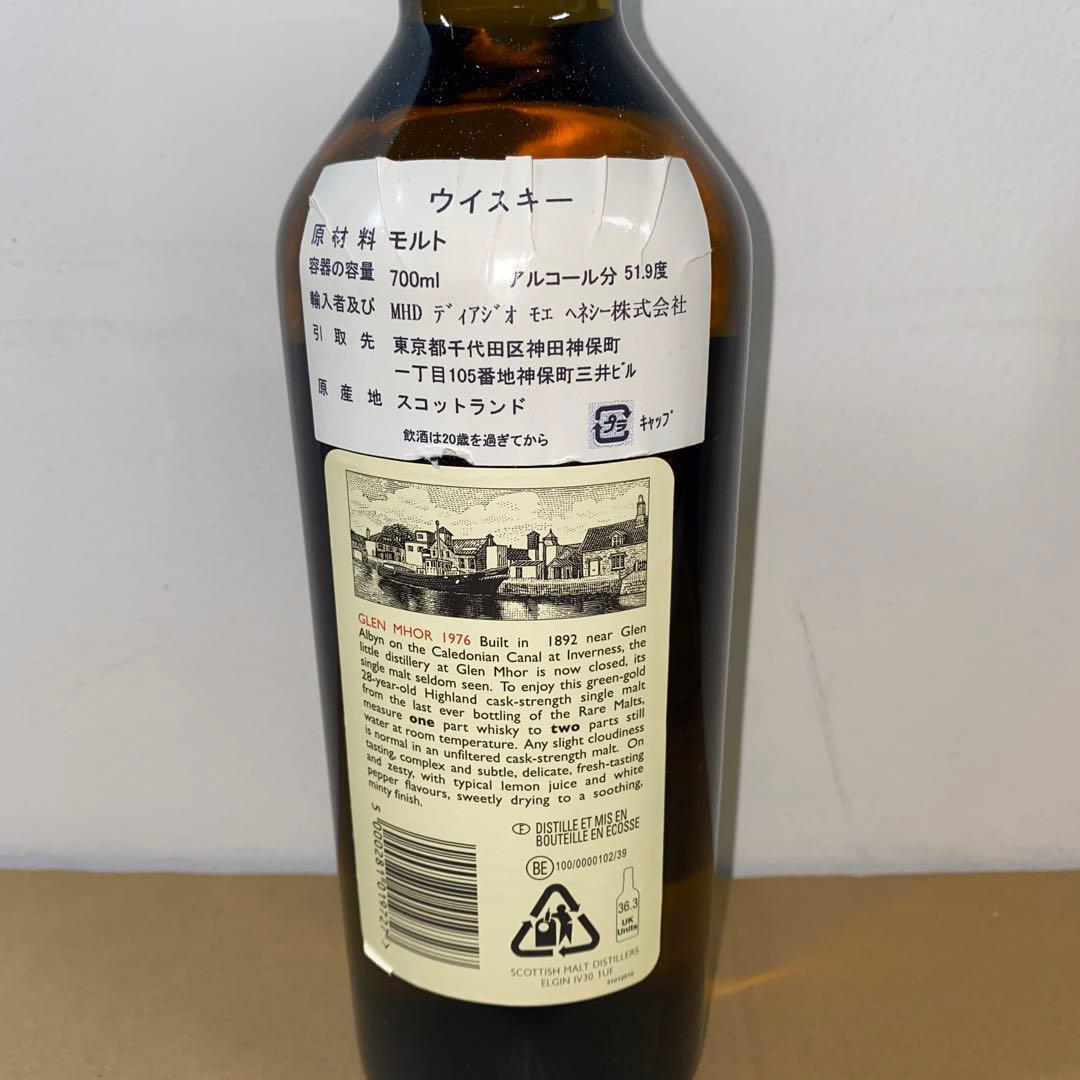 ウイスキー
原材料 モルト
容器の容量 700ml アルコール分 51.9度
輸入者及び MHD ディアジオ モエ ヘネシー株式会社
引取先 東京都千代田区神田神保町
一丁目105番地神保町三井ビル
原産地 スコットランド
飲酒は20歳を過ぎてから プラ キャップ
GLEN MHOR 1976 Built in 1892 near Glen
Albyn on the Caledonian Canal at Inverness, the
little distillery at Glen Mhor is now closed, its
single malt seldom seen. To enjoy this green-gold
28-year-old Highland cask-strength single malt
from the last ever bottling of the Rare Malts,
measure one part whisky to two parts still
water at room temperature. Any slight cloudiness
is normal in an unfiltered cask-strength malt. On
tasting, complex and subtle, delicate, fresh-tasting
and zesty, with typical lemon juice and white
pepper flavours, sweetly drying to a soothing,
minty finish.
5 000281 019727 >
F DISTILLE ET MIS EN
BOUTEILLE EN ECOSSE
BE 100/0000102/39
36.3
UK
Units
SCOTTISH MALT DISTILLERS
ELGIN IV30 1UF